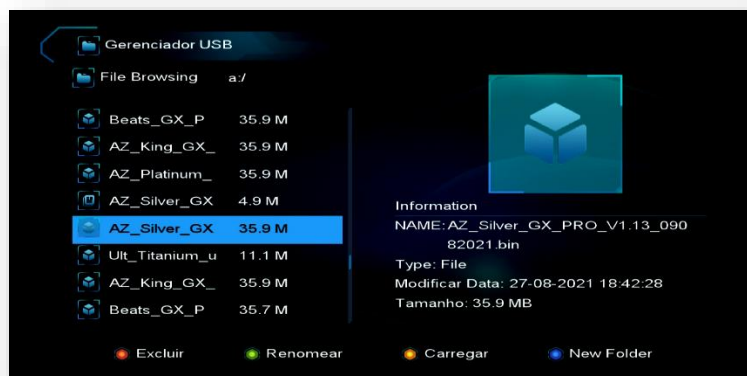 Gerenciador USB
File Browsing a:/
Beats_GX_P 35.9 M
AZ_King_GX_ 35.9 M
AZ_Platinum_ 35.9 M
AZ_Silver_GX 4.9 M
AZ_Silver_GX 35.9 M
Ult_Titanium_u 11.1 M
AZ_King_GX_ 35.9 M
Beats_GX_P 35.7 M
Information
NAME: AZ_Silver_GX_PRO_V1.13_090
82021.bin
Type: File
Modificar Data: 27-08-2021 18:42:28
Tamanho: 35.9 MB
Excluir Renomear Carregar New Folder